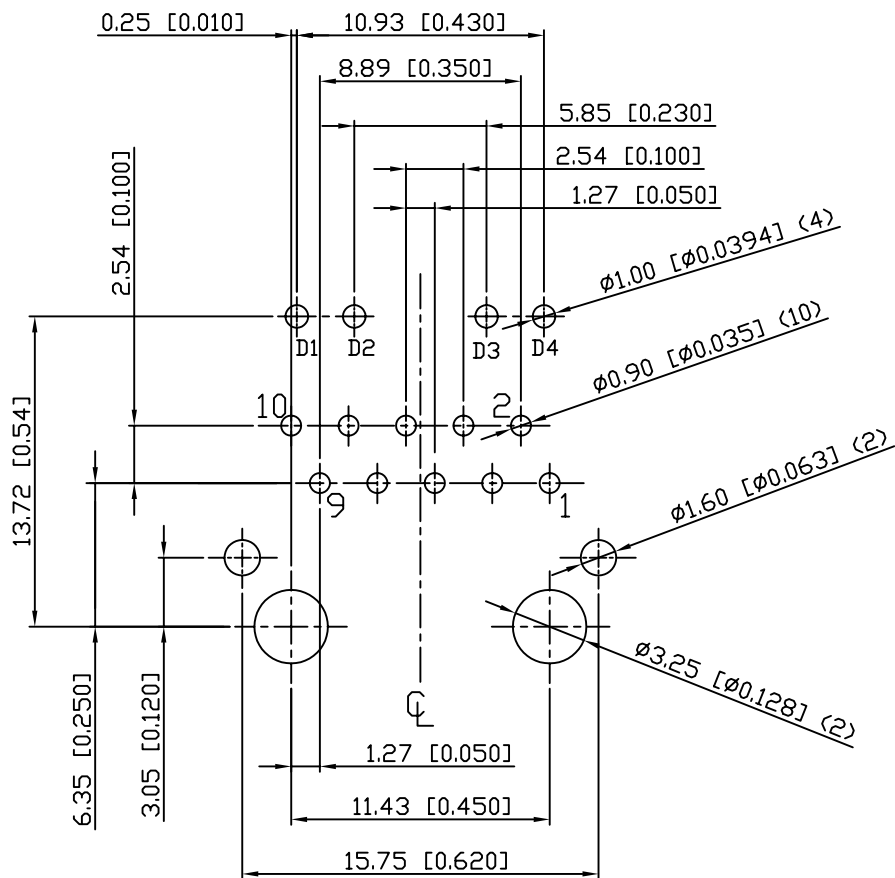 0.25 [0.010]
10.93 [0.430]
8.89 [0.350]
5.85 [0.230]
2.54 [0.100]
1.27 [0.050]
2.54 [0.100]
ø1.00 [ø0.0394] (4)
D1
D2
D3
D4
ø0.90 [ø0.035] (10)
10
2
13.72 [0.54]
9
1
ø1.60 [ø0.063] (2)
ø3.25 [ø0.128] (2)
6.35 [0.250]
3.05 [0.120]
CL
1.27 [0.050]
11.43 [0.450]
15.75 [0.620]